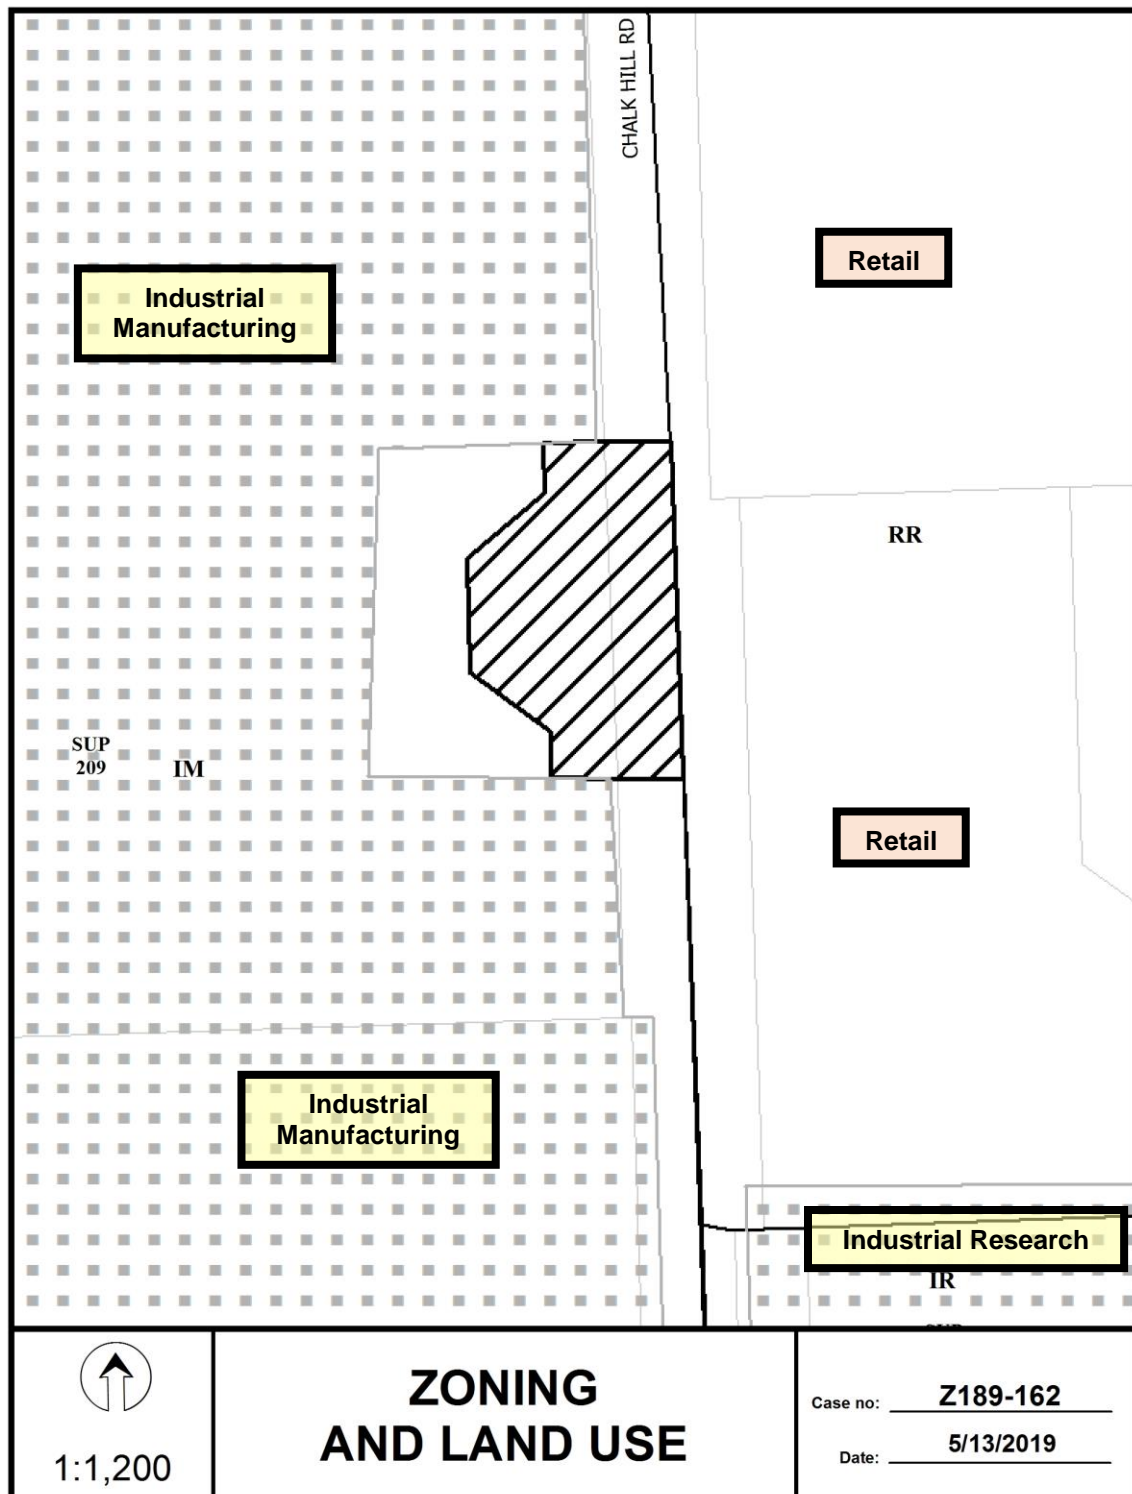 CHALK HILL RD
Retail
Industrial
Manufacturing
RR
SUP
209
IM
Retail
Industrial
Manufacturing
Industrial Research
IR
1:1,200
ZONING
AND LAND USE
Case no: Z189-162
Date: 5/13/2019